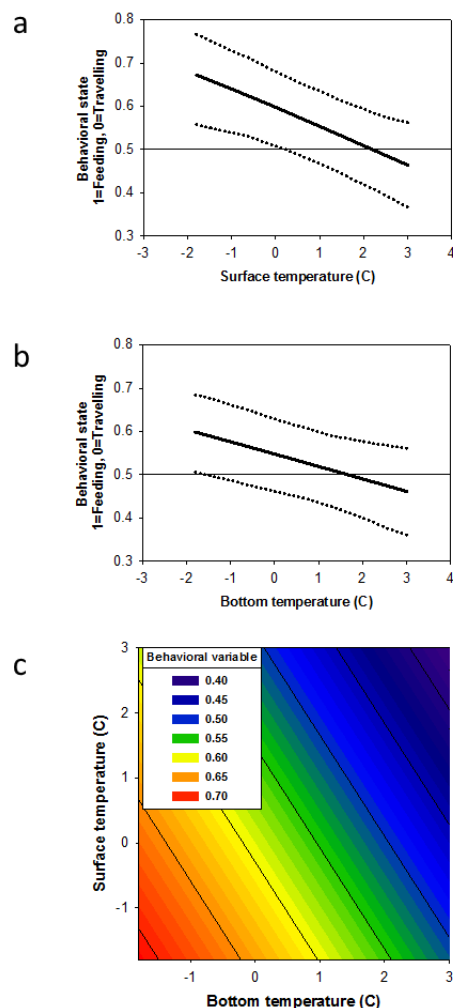 a
Behavioral state
1=Feeding, 0=Travelling
0.8
0.7
0.6
0.5
0.4
0.3
-3 -2 -1 0 1 2 3 4
Surface temperature (C)
b
Behavioral state
1=Feeding, 0=Travelling
0.8
0.7
0.6
0.5
0.4
0.3
-3 -2 -1 0 1 2 3 4
Bottom temperature (C)
c
Surface temperature (C)
3
2
1
0
-1
Behavioral variable
0.40
0.45
0.50
0.55
0.60
0.65
0.70
-1 0 1 2 3
Bottom temperature (C)